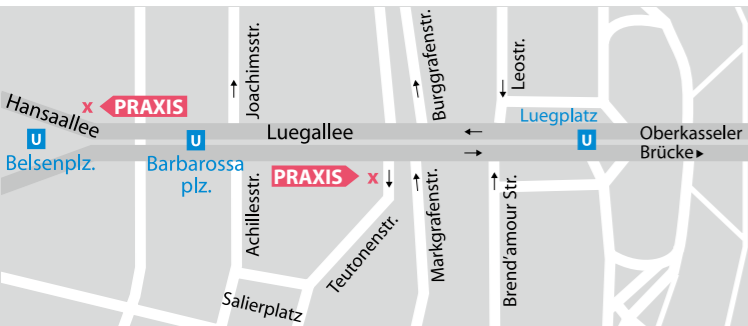 Hansaallee
x PRAXIS
Joachimsstr.
Burggrafenstr.
Leostr.
U
Belsenplz.
U
Barbarossa
plz.
Luegallee
Luegplatz
U
Oberkasseler
Brücke
PRAXIS x
Achillesstr.
Salierplatz
Teutonenstr.
Markgrafenstr.
Brend'amour Str.